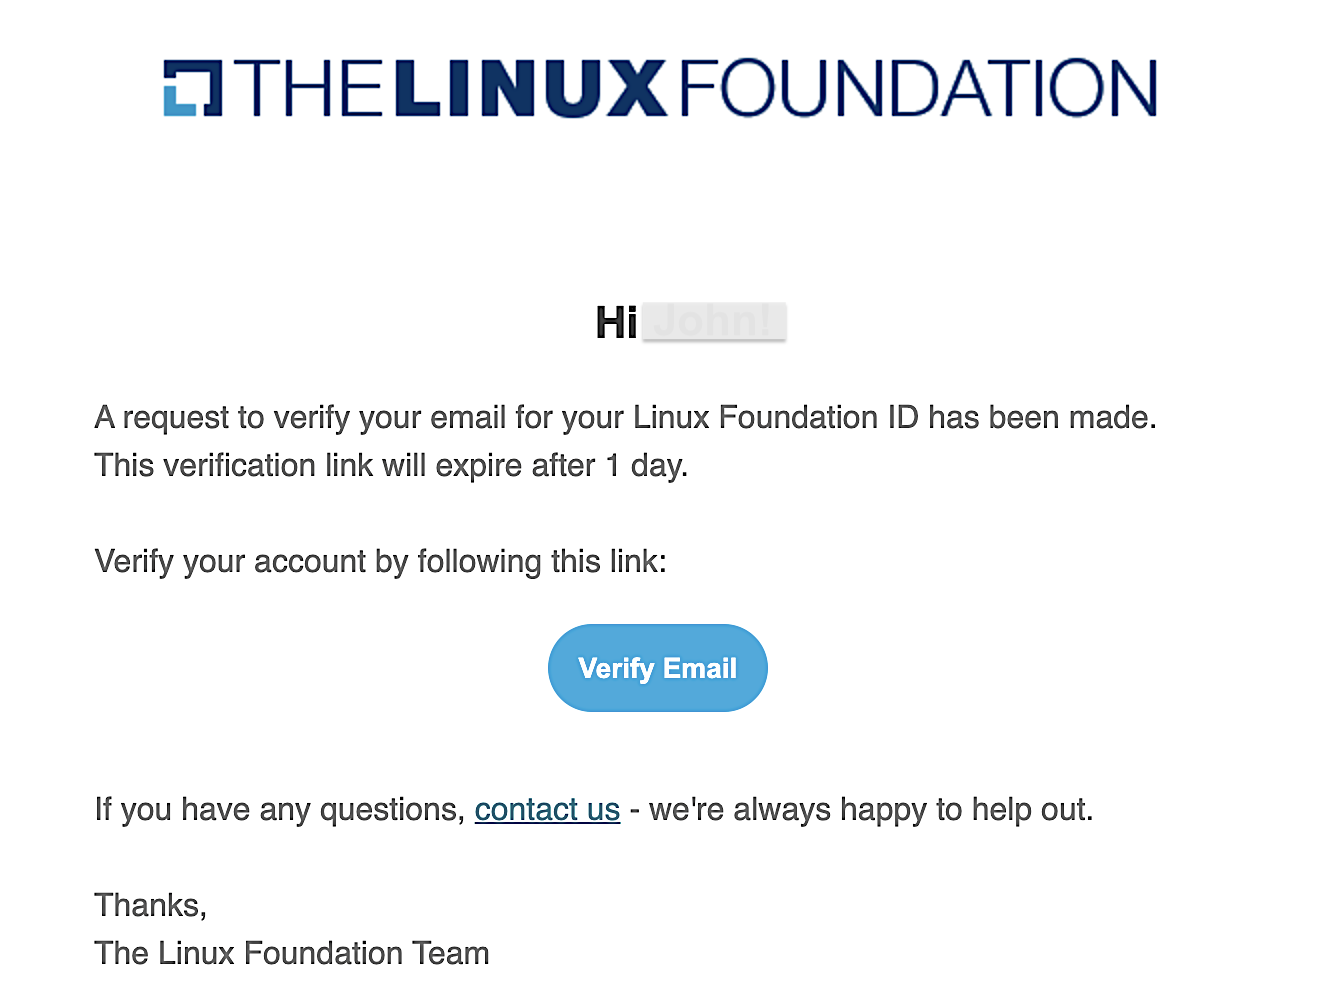 THE LINUX FOUNDATION
Hi John!
A request to verify your email for your Linux Foundation ID has been made.
This verification link will expire after 1 day.
Verify your account by following this link:
Verify Email
If you have any questions, contact us - we're always happy to help out.
Thanks,
The Linux Foundation Team